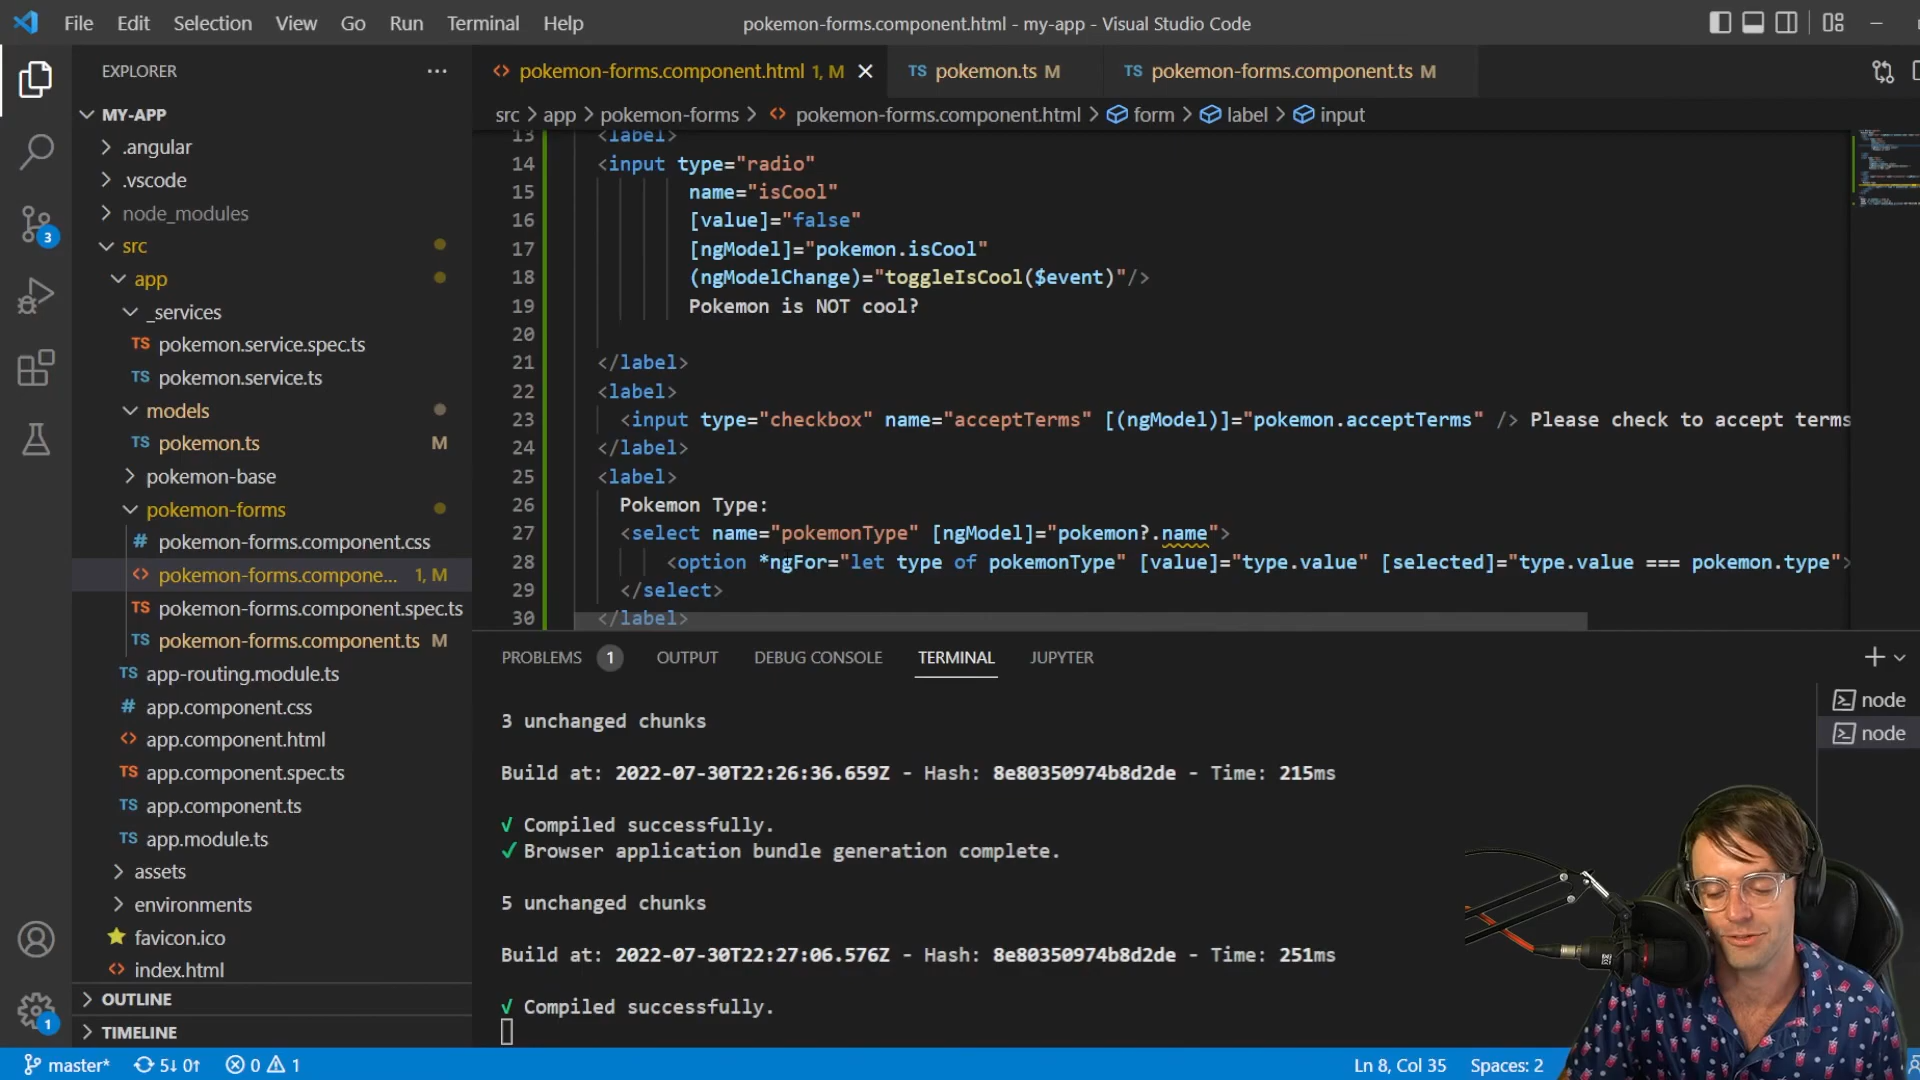 File Edit Selection View Go Run Terminal Help
pokemon-forms.component.html - my-app - Visual Studio Code
EXPLORER
pokemon-forms.component.html 1, M
TS pokemon.ts M
TS pokemon-forms.component.ts M
src > app > pokemon-forms > pokemon-forms.component.html > form > label > input
MY-APP
.angular
.vscode
node_modules
src
app
_services
TS pokemon.service.spec.ts
TS pokemon.service.ts
models
TS pokemon.ts M
pokemon-base
pokemon-forms
# pokemon-forms.component.css
pokemon-forms.compone... 1, M
TS pokemon-forms.component.spec.ts
TS pokemon-forms.component.ts M
TS app-routing.module.ts
# app.component.css
app.component.html
TS app.component.spec.ts
TS app.component.ts
TS app.module.ts
assets
environments
favicon.ico
index.html
OUTLINE
TIMELINE
3
1
13 <label>
14 <input type="radio"
15 name="isCool"
16 [value]="false"
17 [ngModel]="pokemon.isCool"
18 (ngModelChange)="toggleIsCool($event)"/>
19 Pokemon is NOT cool?
20
21 </label>
22 <label>
23 <input type="checkbox" name="acceptTerms" [(ngModel)]="pokemon.acceptTerms" /> Please check to accept terms
24 </label>
25 <label>
26 Pokemon Type:
27 <select name="pokemonType" [ngModel]="pokemon?.name">
28 <option *ngFor="let type of pokemonType" [value]="type.value" [selected]="type.value === pokemon.type">
29 </select>
30 </label>
PROBLEMS 1 OUTPUT DEBUG CONSOLE TERMINAL JUPYTER
node
node
3 unchanged chunks
Build at: 2022-07-30T22:26:36.659Z - Hash: 8e80350974b8d2de - Time: 215ms
√ Compiled successfully.
✓ Browser application bundle generation complete.
5 unchanged chunks
Build at: 2022-07-30T22:27:06.576Z - Hash: 8e80350974b8d2de - Time: 251ms
√ Compiled successfully.
master* 5↓ 0↑ 0 1
Ln 8, Col 35 Spaces: 2